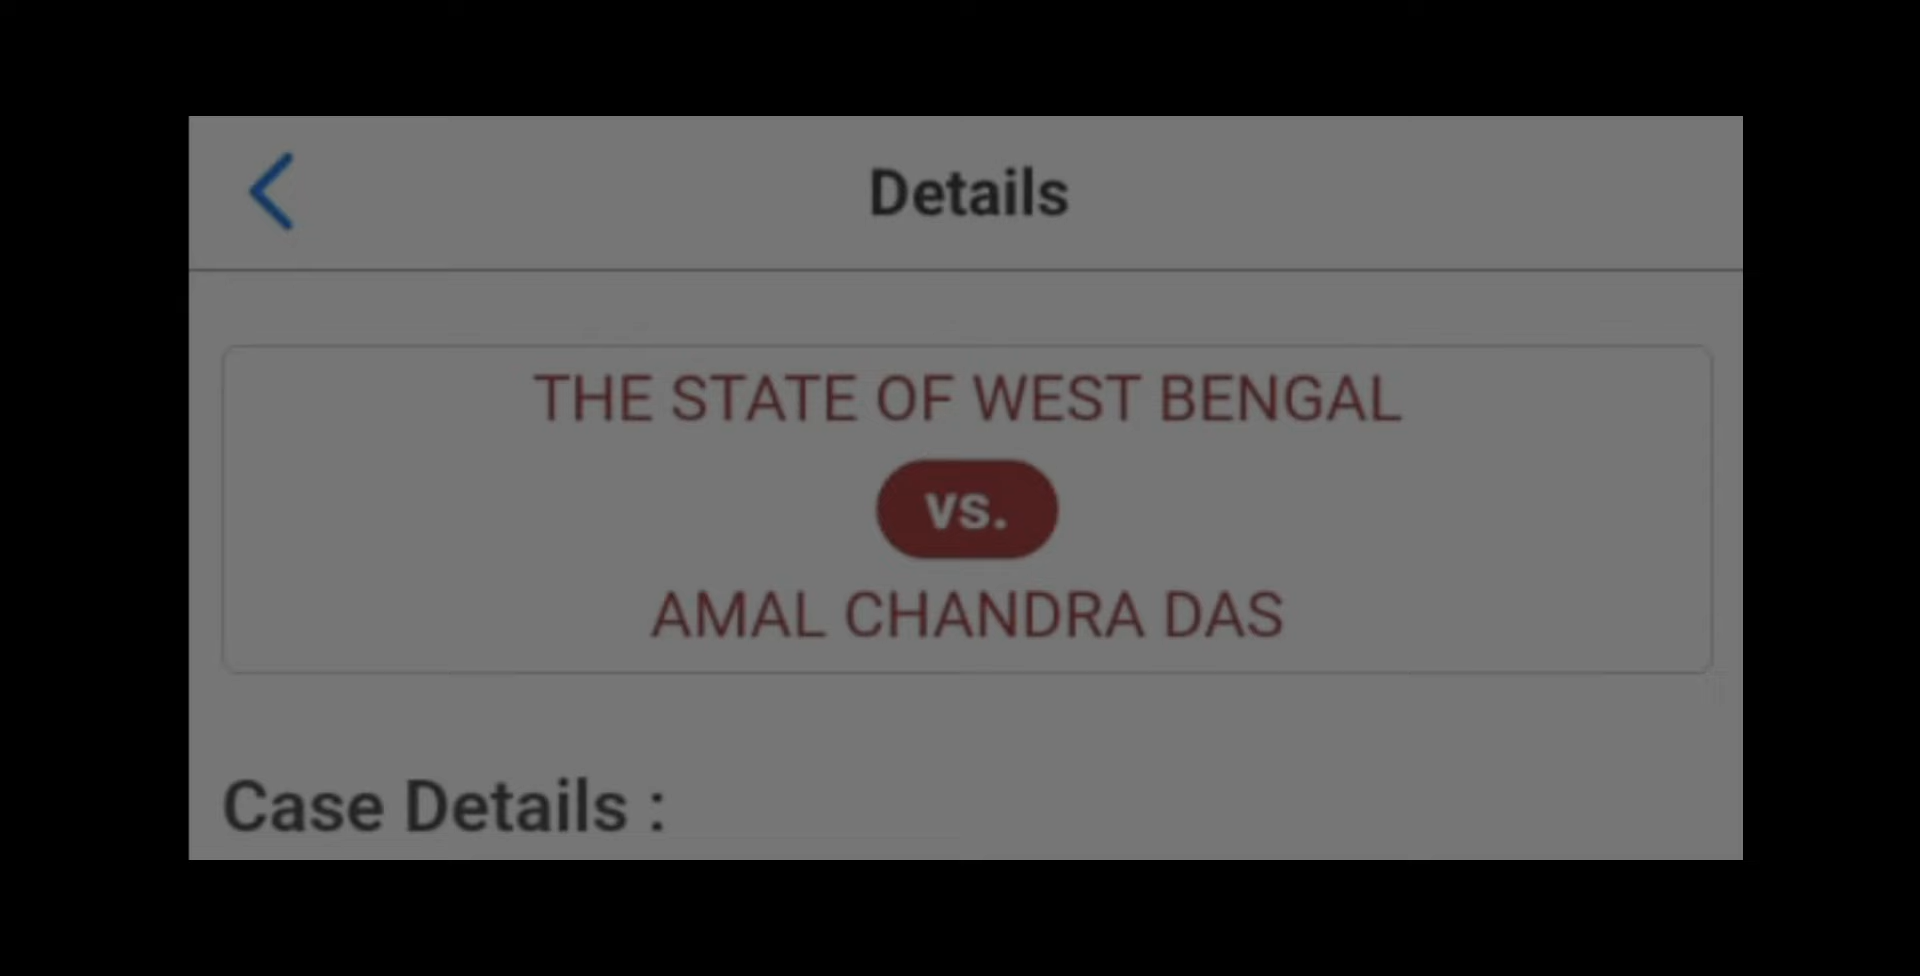 Details
THE STATE OF WEST BENGAL
vs.
AMAL CHANDRA DAS
Case Details :